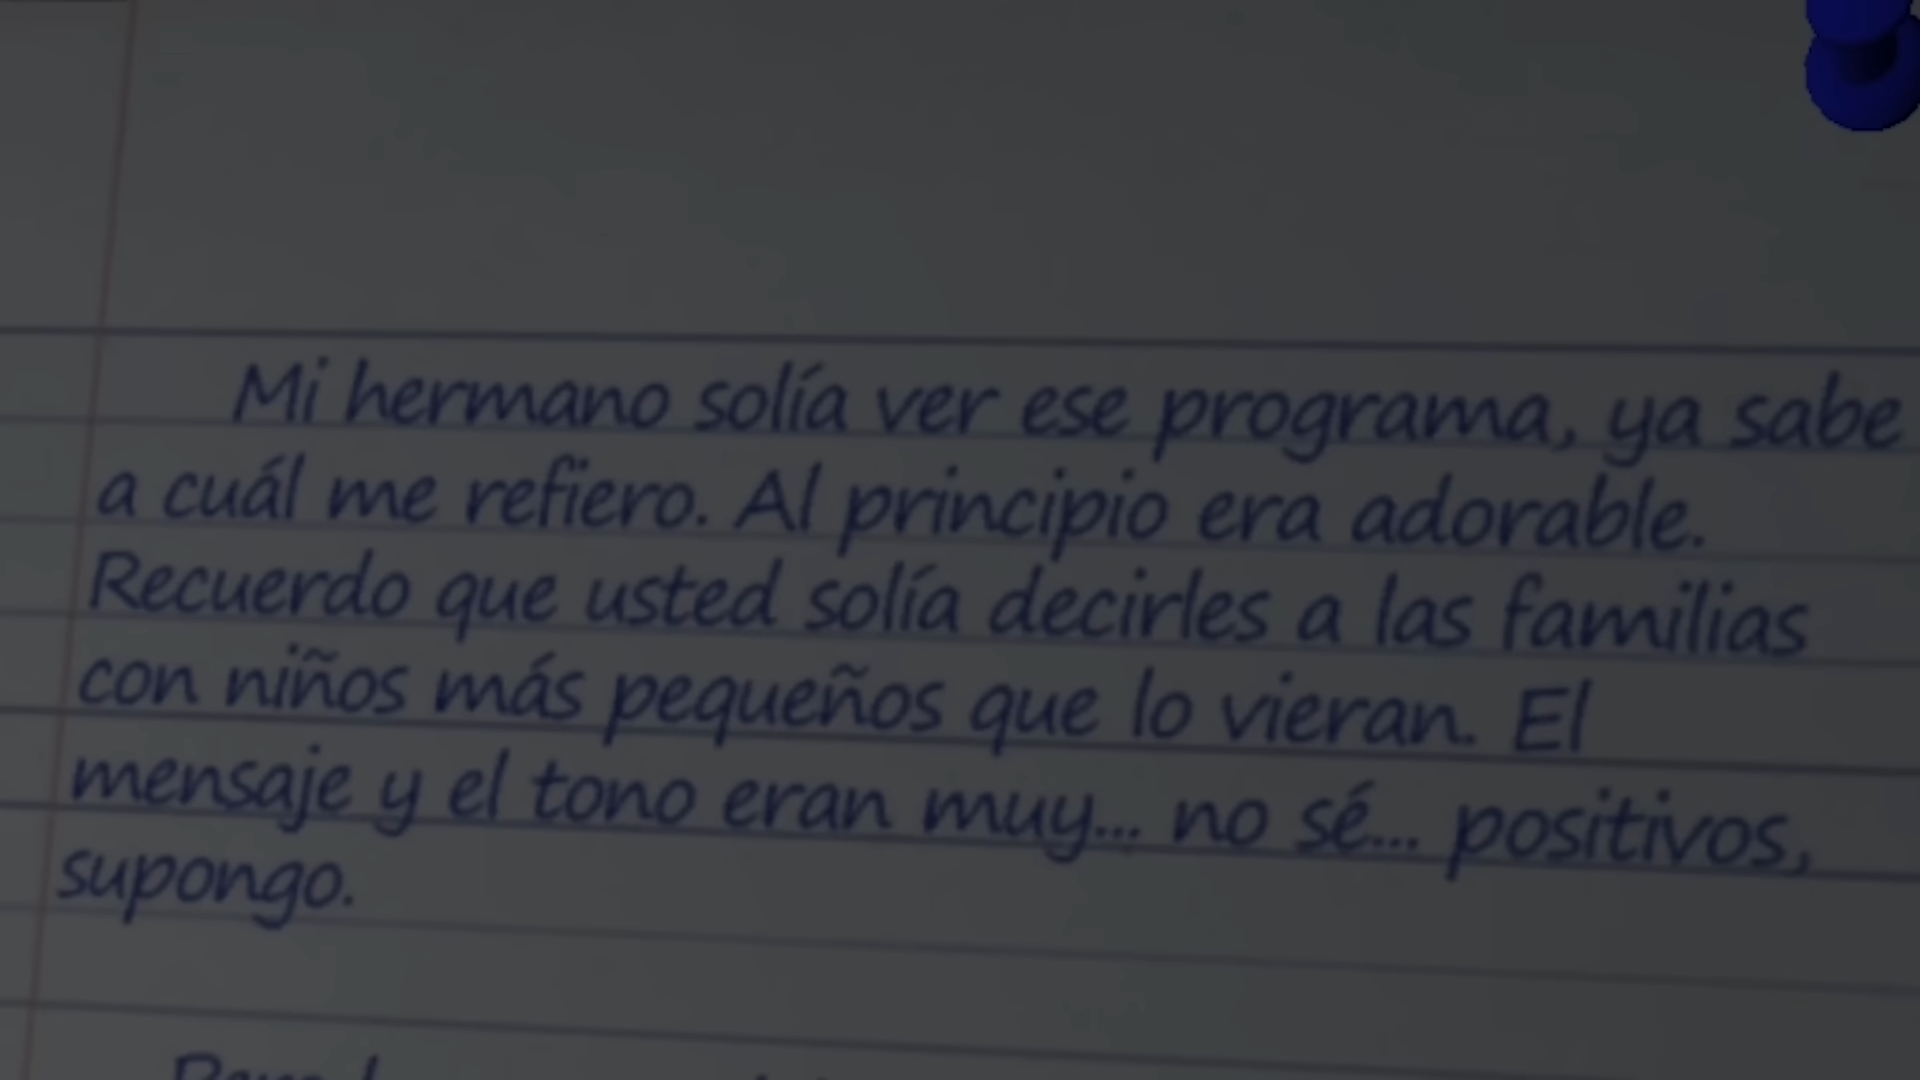 Mi hermano solía ver ese programa, ya sabe
a cuál me refiero. Al principio era adorable.
Recuerdo que usted solía decirles a las familias
con niños más pequeños que lo vieran. El
mensaje y el tono eran muy... no sé... positivos,
supongo.